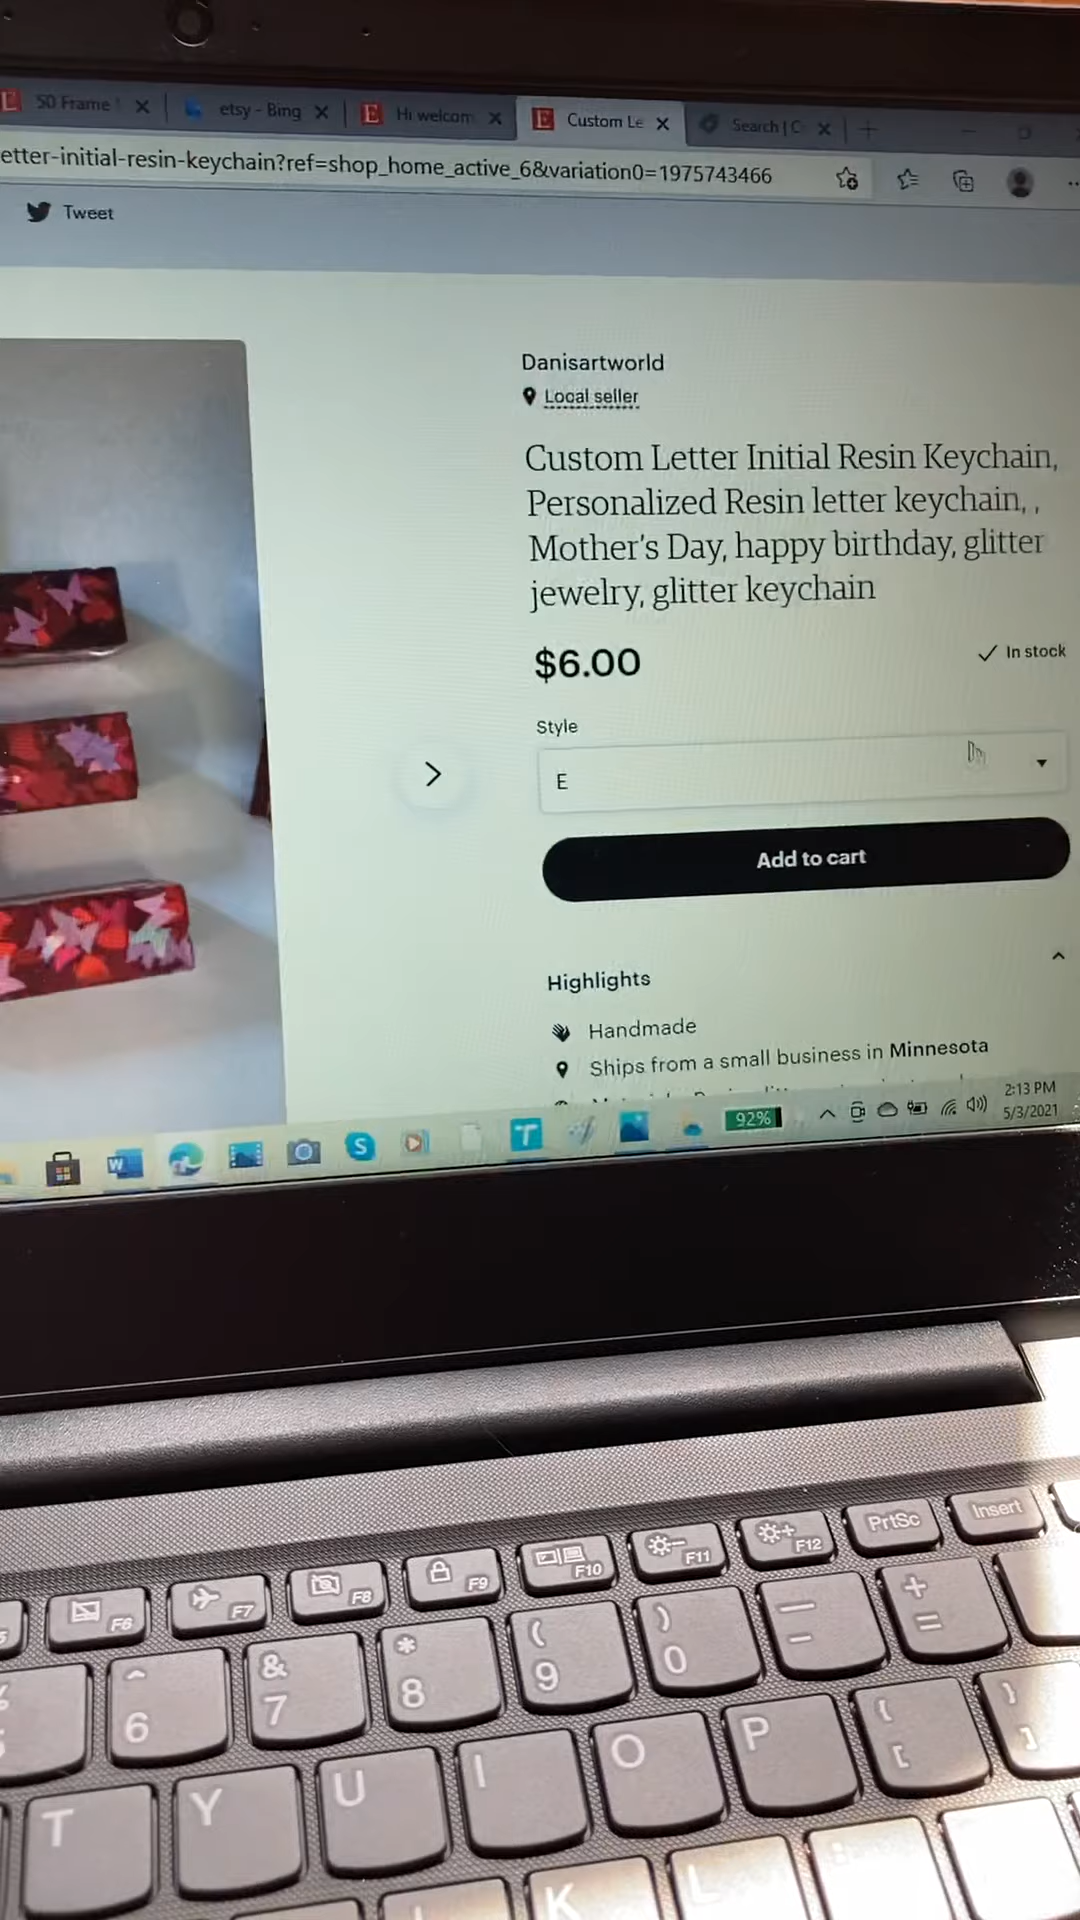 50 Frame
etsy - Bing
Hi welcom
Custom Le
Search | C
etter-initial-resin-keychain?ref=shop_home_active_6&variation0=1975743466
Tweet
Danisartworld
Local seller
Custom Letter Initial Resin Keychain,
Personalized Resin letter keychain, ,
Mother's Day, happy birthday, glitter
jewelry, glitter keychain
$6.00
In stock
Style
E
Add to cart
Highlights
Handmade
Ships from a small business in Minnesota
92%
2:13 PM
5/3/2021
PrtSc
Insert
F6 F7 F8 F9 F10 F11 F12
^ & * ( ) — +
6 7 8 9 0 - =
T Y U I O P { [ } ]
K L